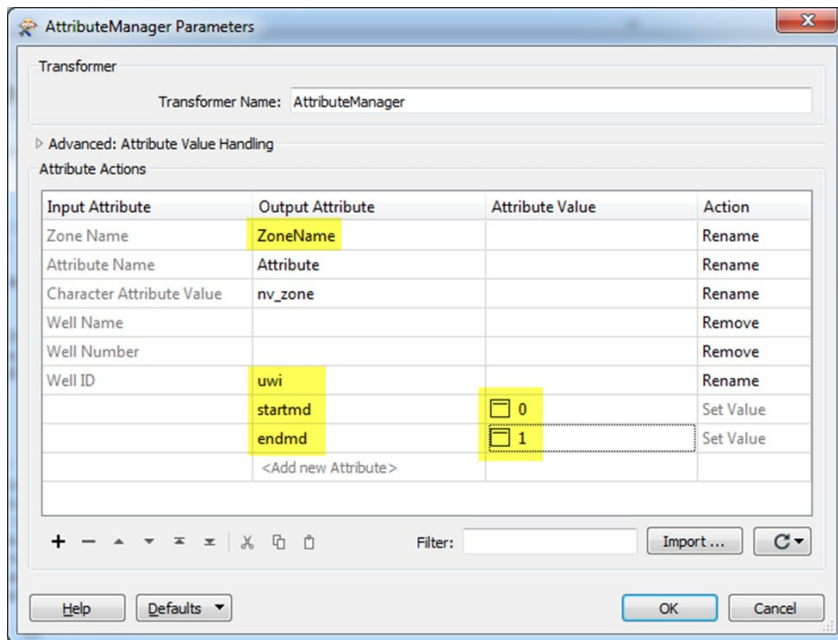 AttributeManager Parameters
Transformer
Transformer Name: AttributeManager
Advanced: Attribute Value Handling
Attribute Actions
Input Attribute Output Attribute Attribute Value Action
Zone Name ZoneName Rename
Attribute Name Attribute Rename
Character Attribute Value nv_zone Rename
Well Name Remove
Well Number Remove
Well ID uwi Rename
startmd 0 Set Value
endmd 1 Set Value
<Add new Attribute>
Filter: Import ...
Help Defaults OK Cancel